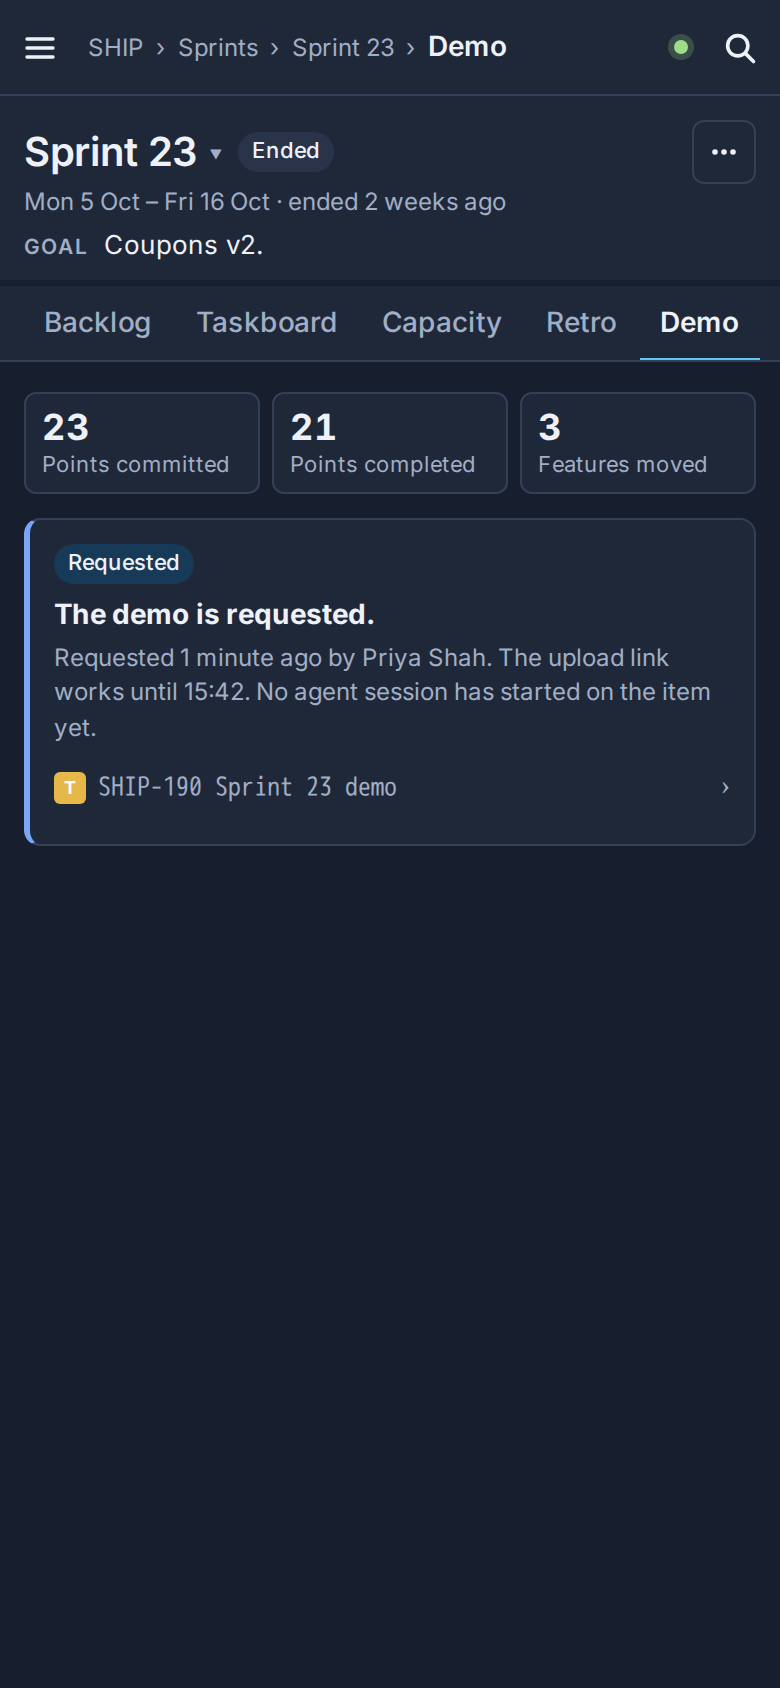 SHIP › Sprints › Sprint 23 › Demo
Sprint 23 ▾ Ended
Mon 5 Oct – Fri 16 Oct · ended 2 weeks ago
GOAL Coupons v2.
Backlog Taskboard Capacity Retro Demo
23 21 3
Points committed Points completed Features moved
Requested
The demo is requested.
Requested 1 minute ago by Priya Shah. The upload link
works until 15:42. No agent session has started on the item
yet.
T SHIP-190 Sprint 23 demo ›